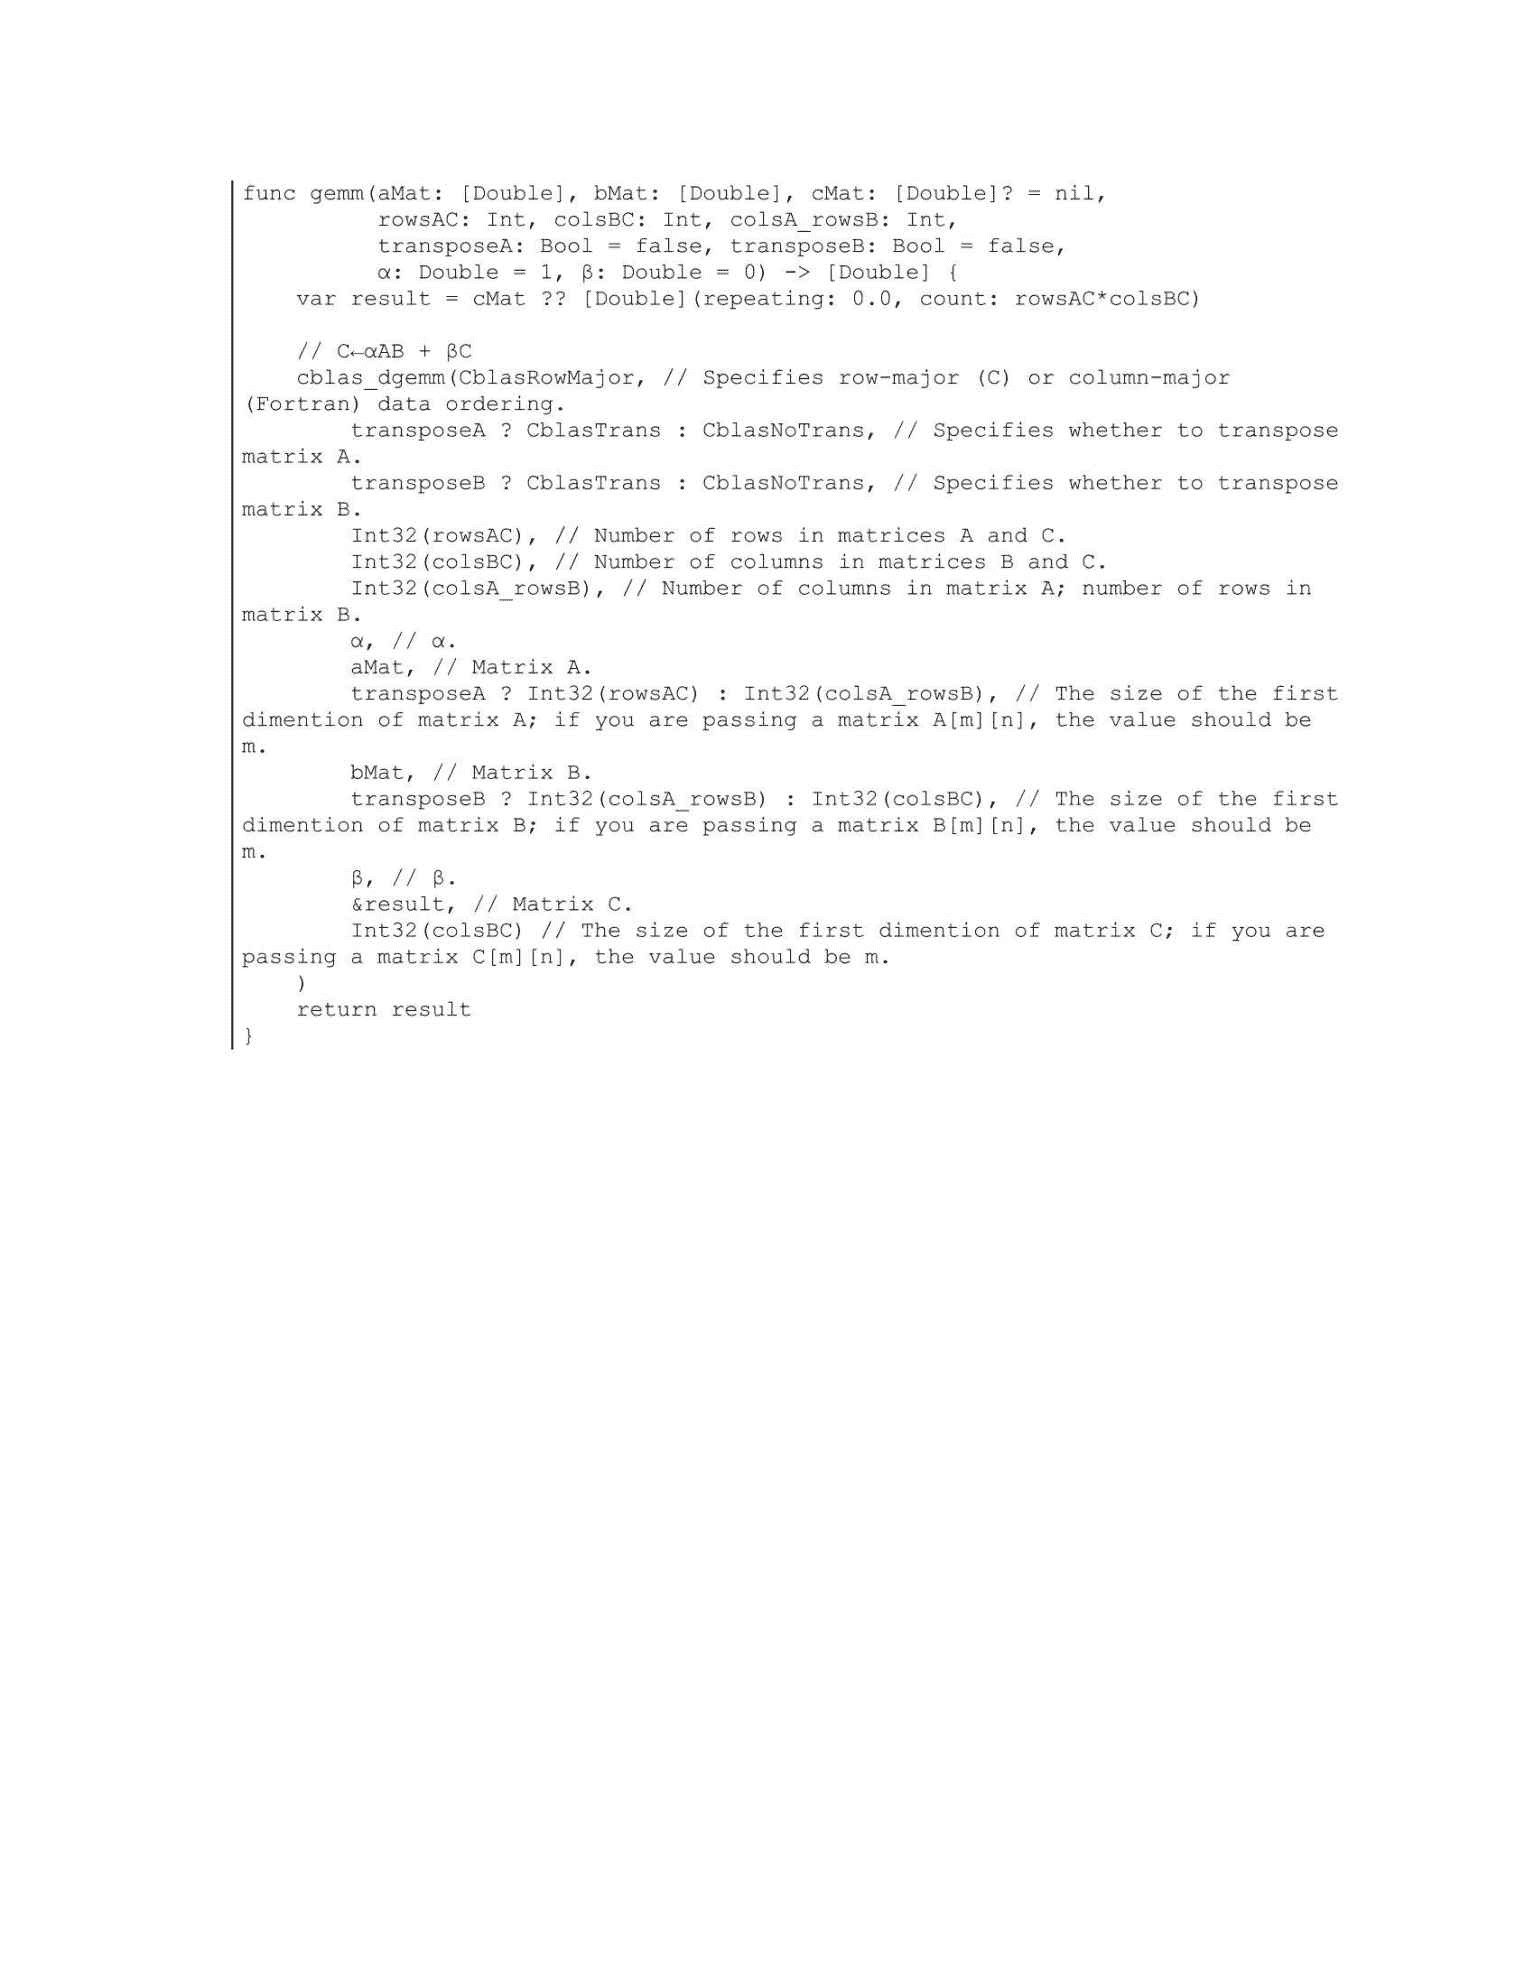 func gemm(aMat: [Double], bMat: [Double], cMat: [Double]? = nil,
          rowsAC: Int, colsBC: Int, colsA_rowsB: Int,
          transposeA: Bool = false, transposeB: Bool = false,
          α: Double = 1, β: Double = 0) -> [Double] {
    var result = cMat ?? [Double](repeating: 0.0, count: rowsAC*colsBC)

    // C←αAB + βC
    cblas_dgemm(CblasRowMajor, // Specifies row-major (C) or column-major
(Fortran) data ordering.
        transposeA ? CblasTrans : CblasNoTrans, // Specifies whether to transpose
matrix A.
        transposeB ? CblasTrans : CblasNoTrans, // Specifies whether to transpose
matrix B.
        Int32(rowsAC), // Number of rows in matrices A and C.
        Int32(colsBC), // Number of columns in matrices B and C.
        Int32(colsA_rowsB), // Number of columns in matrix A; number of rows in
matrix B.
        α, // α.
        aMat, // Matrix A.
        transposeA ? Int32(rowsAC) : Int32(colsA_rowsB), // The size of the first
dimention of matrix A; if you are passing a matrix A[m][n], the value should be
m.
        bMat, // Matrix B.
        transposeB ? Int32(colsA_rowsB) : Int32(colsBC), // The size of the first
dimention of matrix B; if you are passing a matrix B[m][n], the value should be
m.
        β, // β.
        &result, // Matrix C.
        Int32(colsBC) // The size of the first dimention of matrix C; if you are
passing a matrix C[m][n], the value should be m.
    )
    return result
}